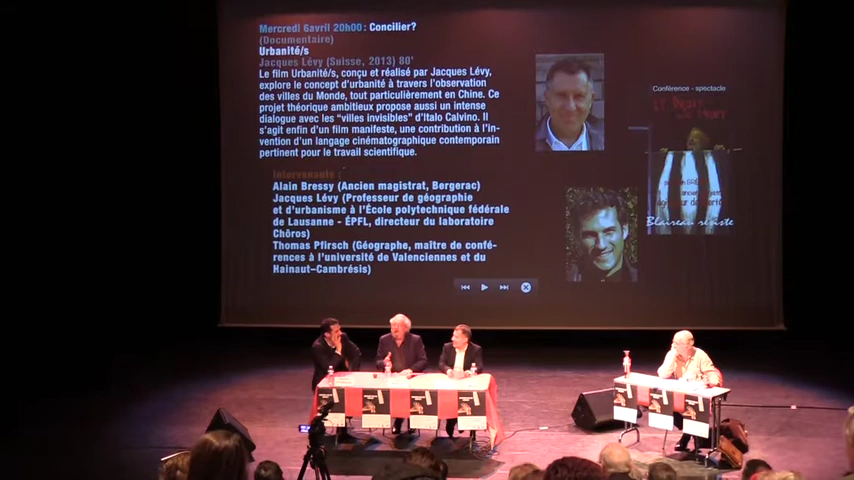 Mercredi 6avril 20h00 : Concilier?
(Documentaire)
Urbanité/s
Jacques Lévy (Suisse, 2013) 80'
Le film Urbanité/s, conçu et réalisé par Jacques Lévy,
explore le concept d'urbanité à travers l'observation
des villes du Monde, tout particulièrement en Chine. Ce
projet théorique ambitieux propose aussi un intense
dialogue avec les "villes invisibles" d'Italo Calvino. Il
s'agit enfin d'un film manifeste, une contribution à l'in-
vention d'un langage cinématographique contemporain
pertinent pour le travail scientifique.
Intervenants :
Alain Bressy (Ancien magistrat, Bergerac)
Jacques Lévy (Professeur de géographie
et d'urbanisme à l'École polytechnique fédérale
de Lausanne - ÉPFL, directeur du laboratoire
Chôros)
Thomas Pfirsch (Géographe, maître de confé-
rences à l'université de Valenciennes et du
Hainaut-Cambrésis)
Conférence - spectacle
Blaireau résiste